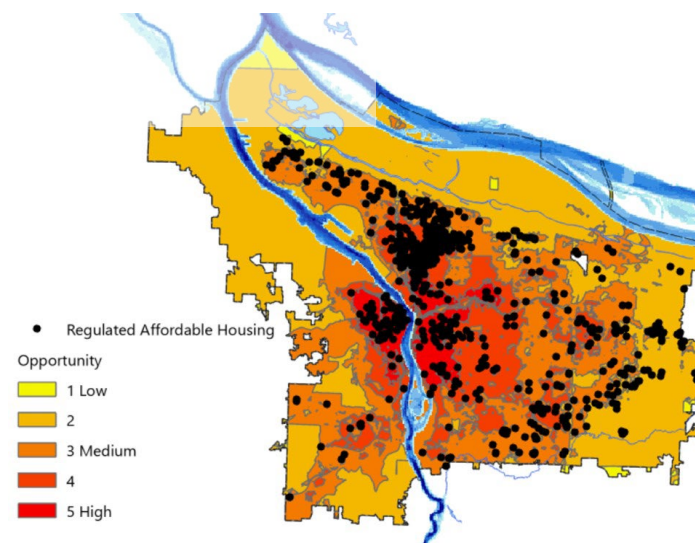 Regulated Affordable Housing
Opportunity
1 Low
2
3 Medium
4
5 High